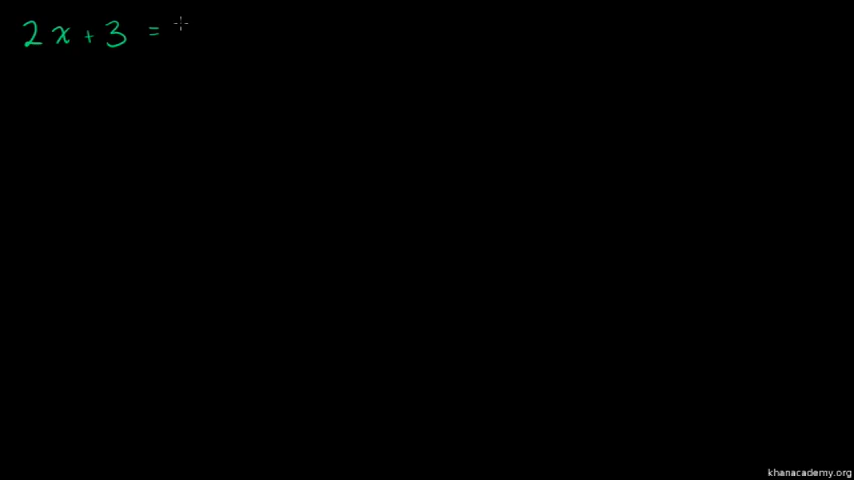 2x + 3 =
khanacademy.org